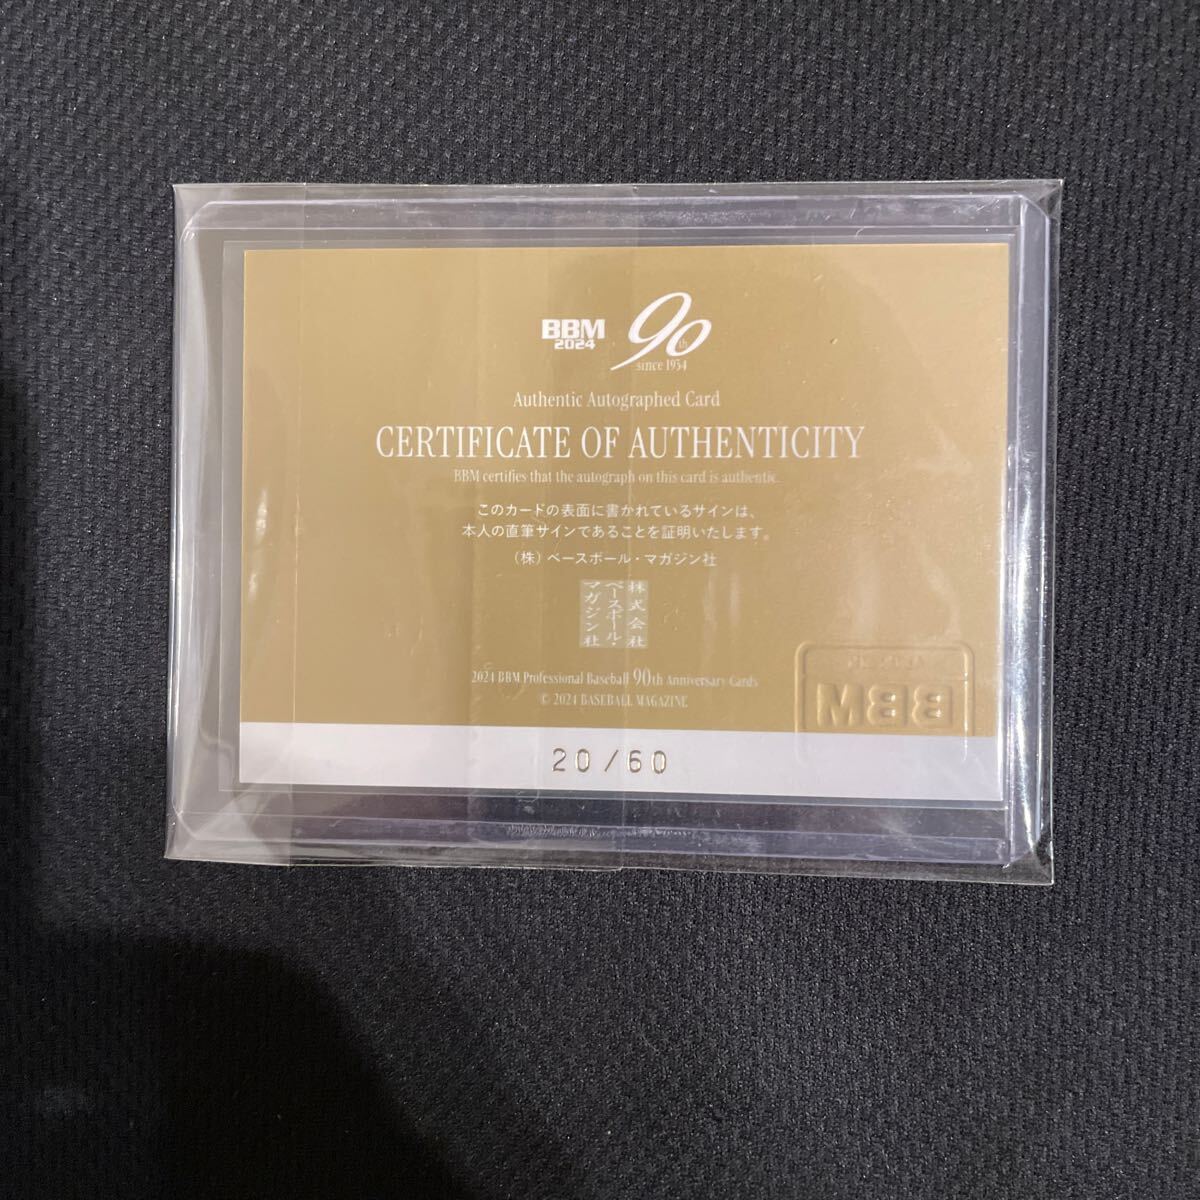 BBM
2024
90th
since 1934
Authentic Autographed Card
CERTIFICATE OF AUTHENTICITY
BBM certifies that the autograph on this card is authentic.
このカードの表面に書かれているサインは、
本人の直筆サインであることを証明いたします。
(株)ベースボール・マガジン社
株式会社
ベースボール・
マガジン社
2024 BBM Professional Baseball 90th Anniversary Cards
© 2024 BASEBALL MAGAZINE
BBM
20/60